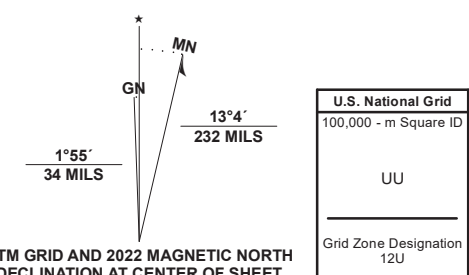 ★
MN
GN
13°4´
232 MILS
1°55´
34 MILS
TM GRID AND 2022 MAGNETIC NORTH
DECLINATION AT CENTER OF SHEET
U.S. National Grid
100,000 - m Square ID
UU
Grid Zone Designation
12U